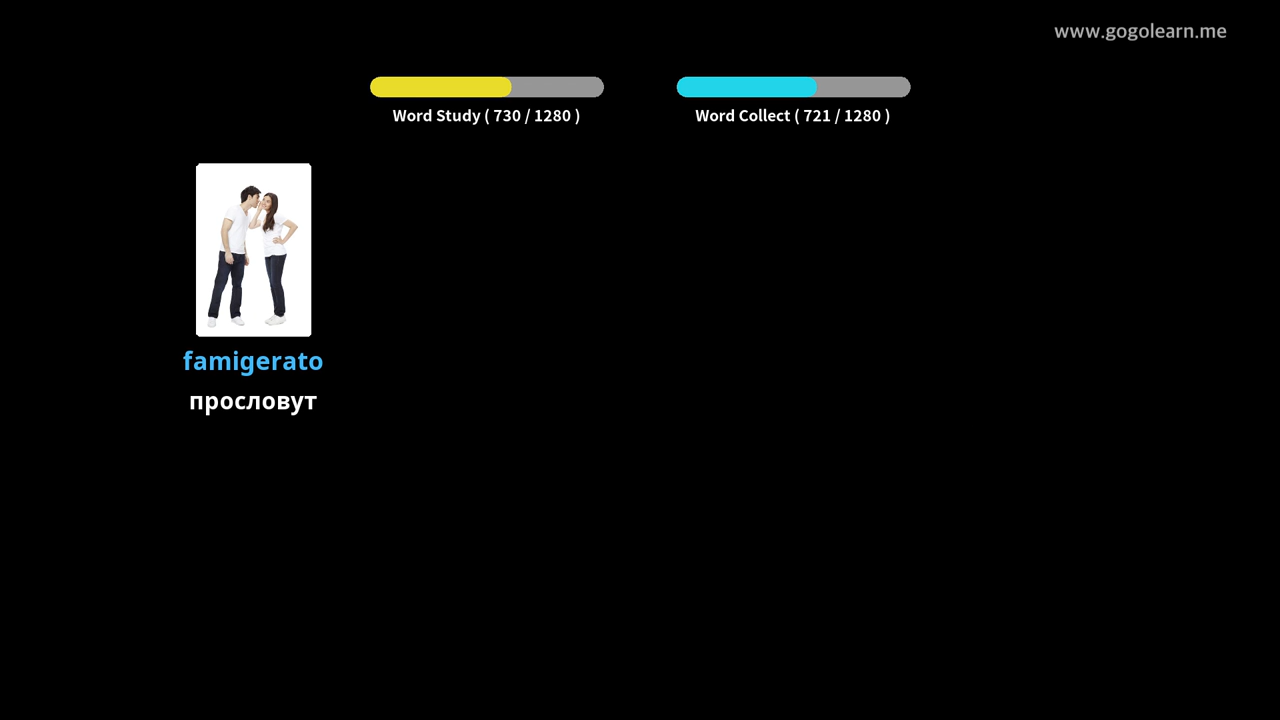 www.gogolearn.me
Word Study ( 730 / 1280 )
Word Collect ( 721 / 1280 )
famigerato
прословут